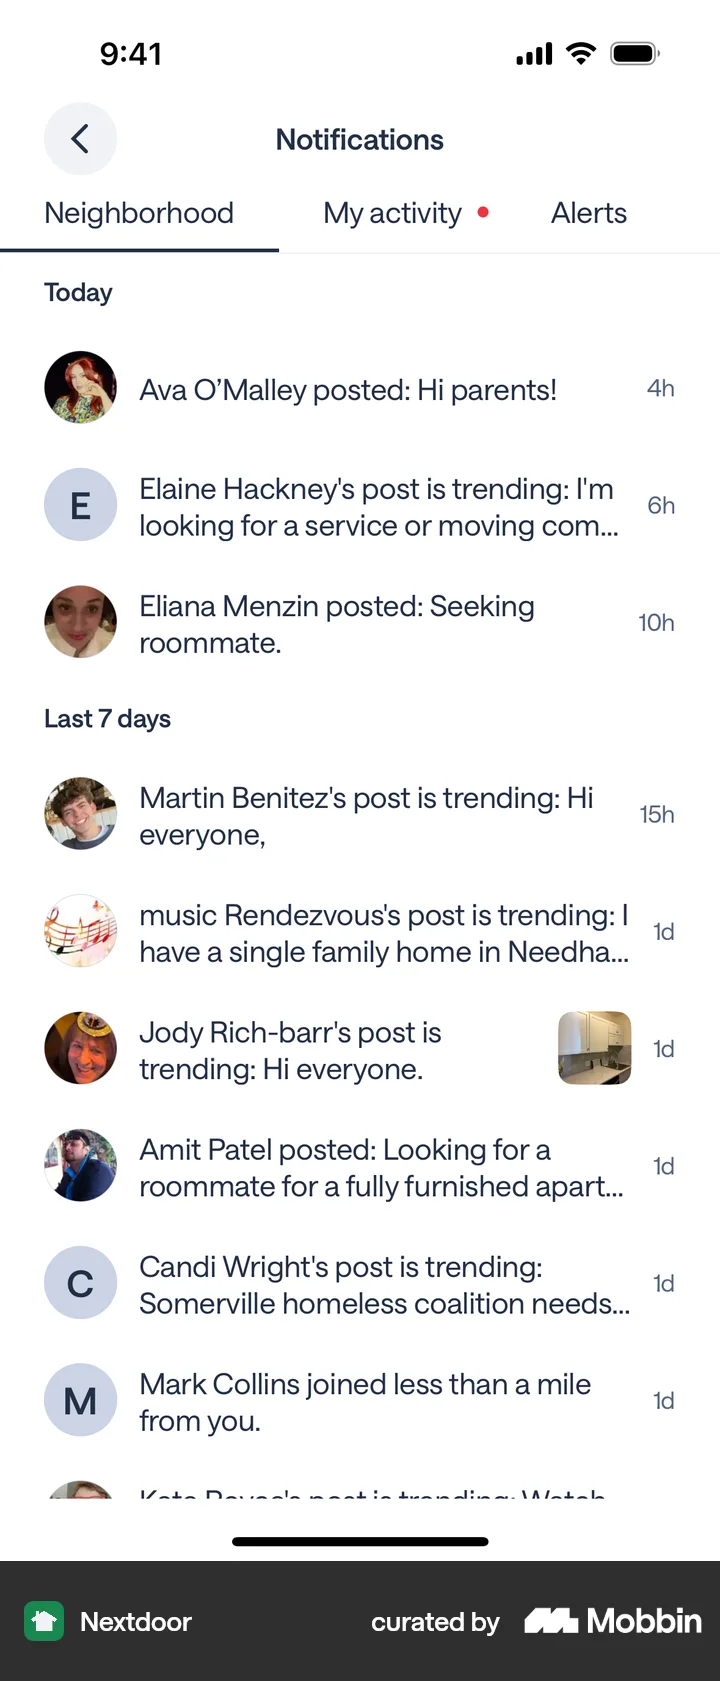 9:41
Notifications
Neighborhood
My activity
Alerts
Today
Ava O’Malley posted: Hi parents!
4h
Elaine Hackney's post is trending: I'm
looking for a service or moving com...
6h
E
Eliana Menzin posted: Seeking
roommate.
10h
Last 7 days
Martin Benitez's post is trending: Hi
everyone,
15h
music Rendezvous's post is trending: I
have a single family home in Needha...
1d
Jody Rich-barr's post is
trending: Hi everyone.
1d
Amit Patel posted: Looking for a
roommate for a fully furnished apart...
1d
C
Candi Wright's post is trending:
Somerville homeless coalition needs...
1d
M
Mark Collins joined less than a mile
from you.
1d
post is trending: Watch
Nextdoor
curated by
Mobbin